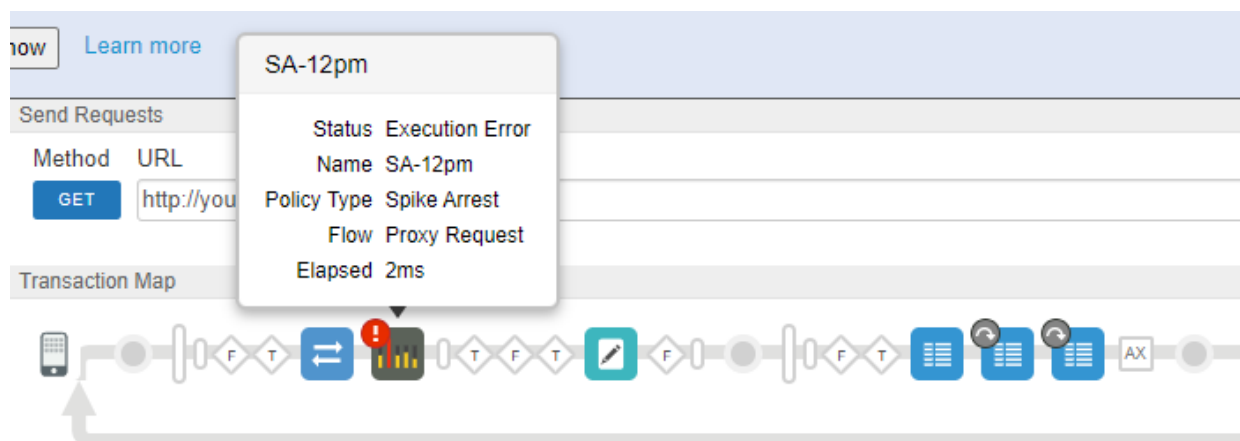 Learn more
SA-12pm
Status Execution Error
Name SA-12pm
Policy Type Spike Arrest
Flow Proxy Request
Elapsed 2ms
Send Requests
Method URL
GET http://you
Transaction Map
F T T F T F F T AX